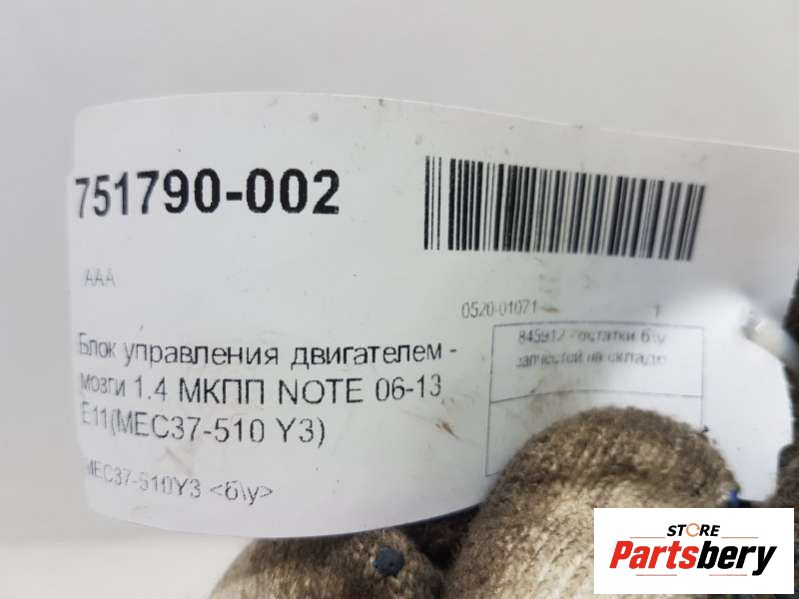 751790-002
AAA
0520-01071 1
Блок управления двигателем -
мозги 1.4 МКПП NOTE 06-13
E11(MEC37-510 Y3)
MEC37-510Y3 <б\у>
845912 остатки б\у
запчастей на складе
STORE
Partsbery